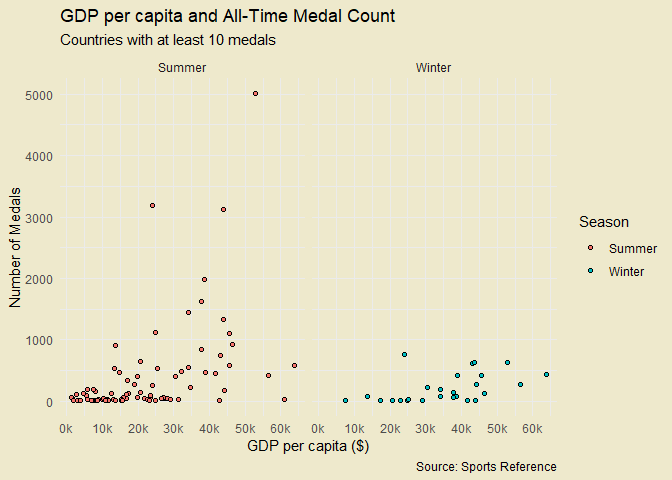 GDP per capita and All-Time Medal Count
Countries with at least 10 medals
Summer
Winter
5000
4000
3000
2000
1000
0
Number of Medals
0k 10k 20k 30k 40k 50k 60k
0k 10k 20k 30k 40k 50k 60k
GDP per capita ($)
Season
Summer
Winter
Source: Sports Reference